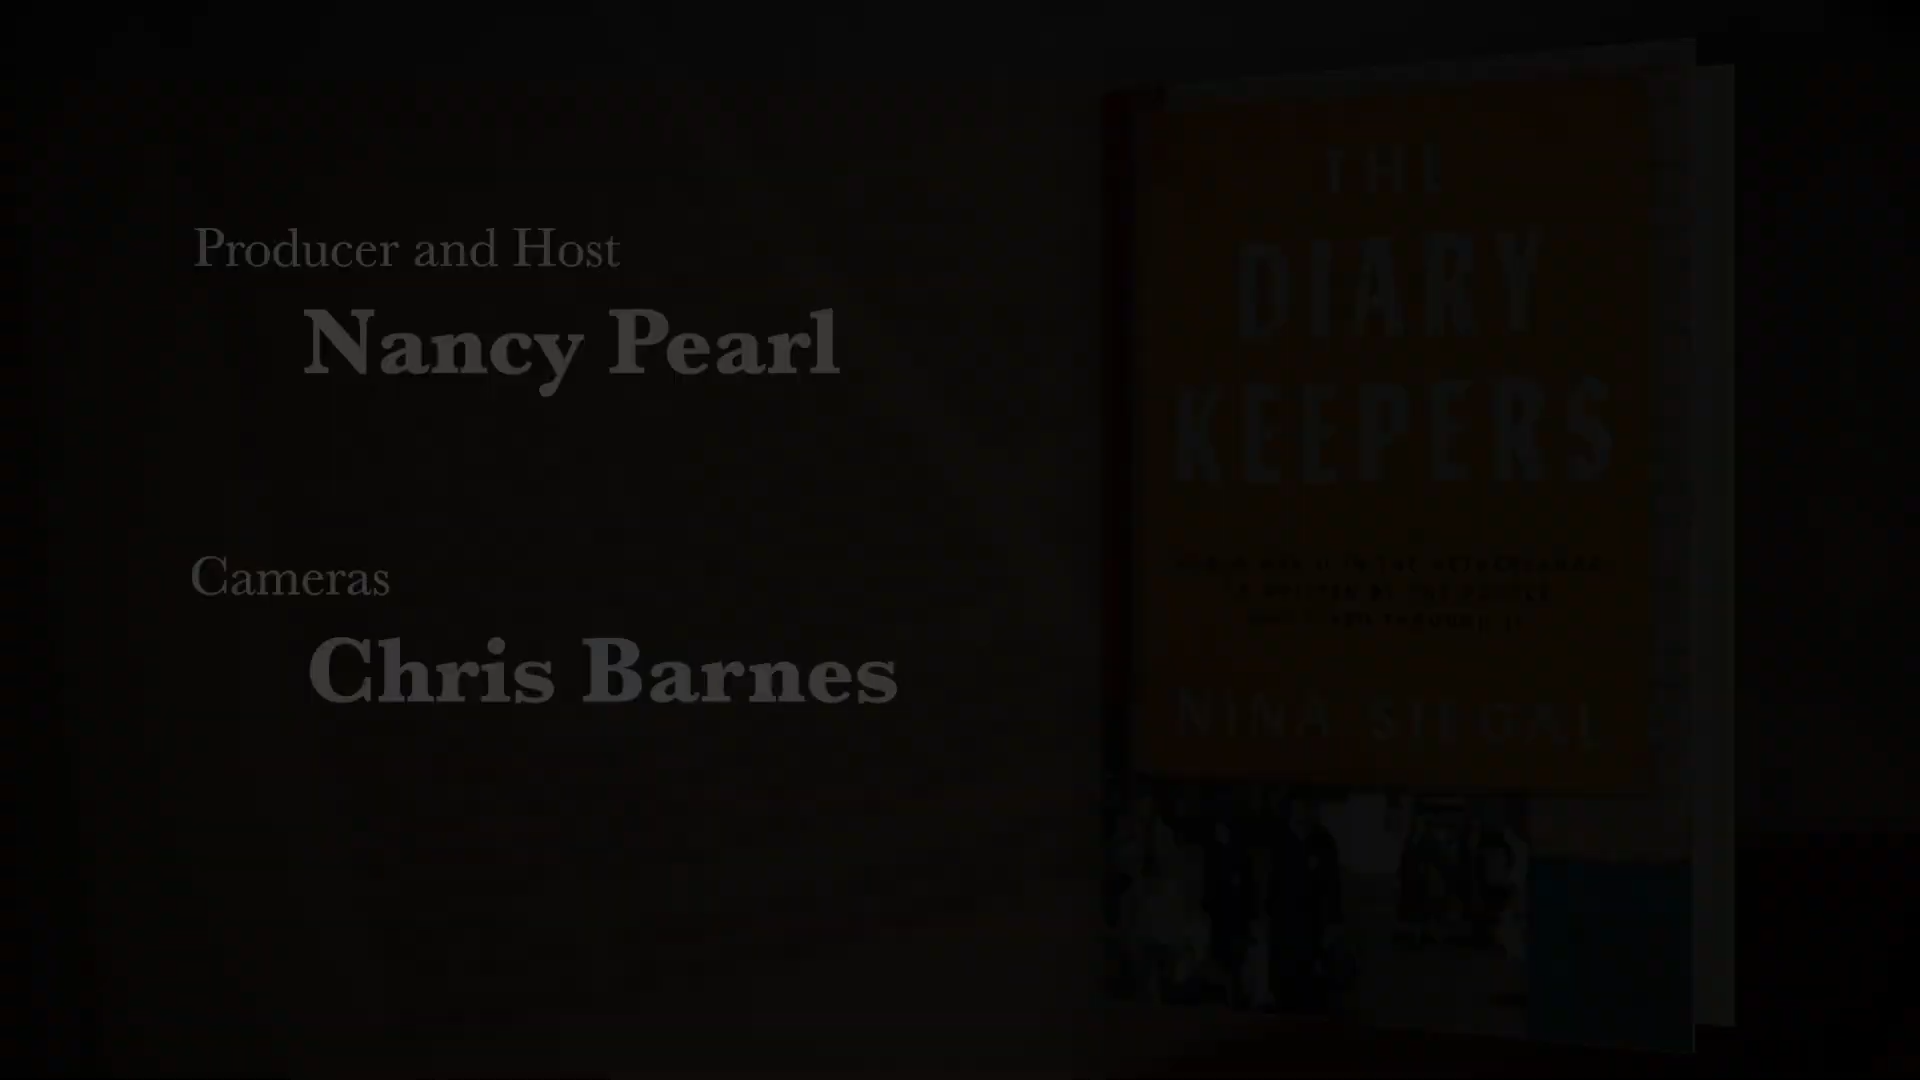 Producer and Host
Nancy Pearl
Cameras
Chris Barnes
THE
DIARY
KEEPERS
NINA SIEGAL